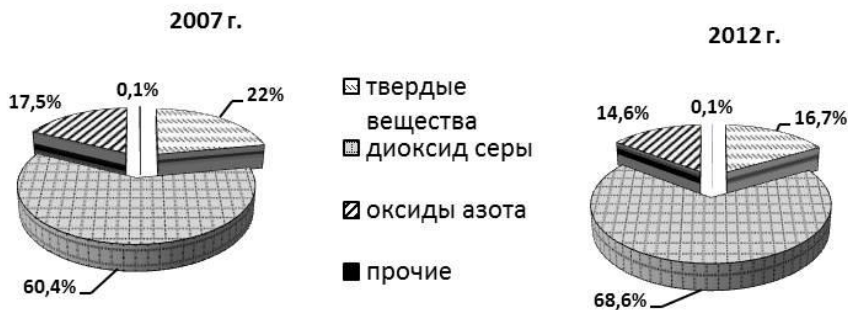 2007 г.
0,1%
17,5%
22%
60,4%
твердые
вещества
диоксид серы
оксиды азота
прочие
2012 г.
0,1%
14,6%
16,7%
68,6%